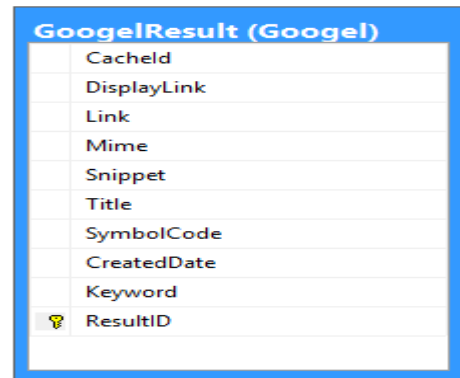 GoogelResult (Googel)
CacheId
DisplayLink
Link
Mime
Snippet
Title
SymbolCode
CreatedDate
Keyword
ResultID